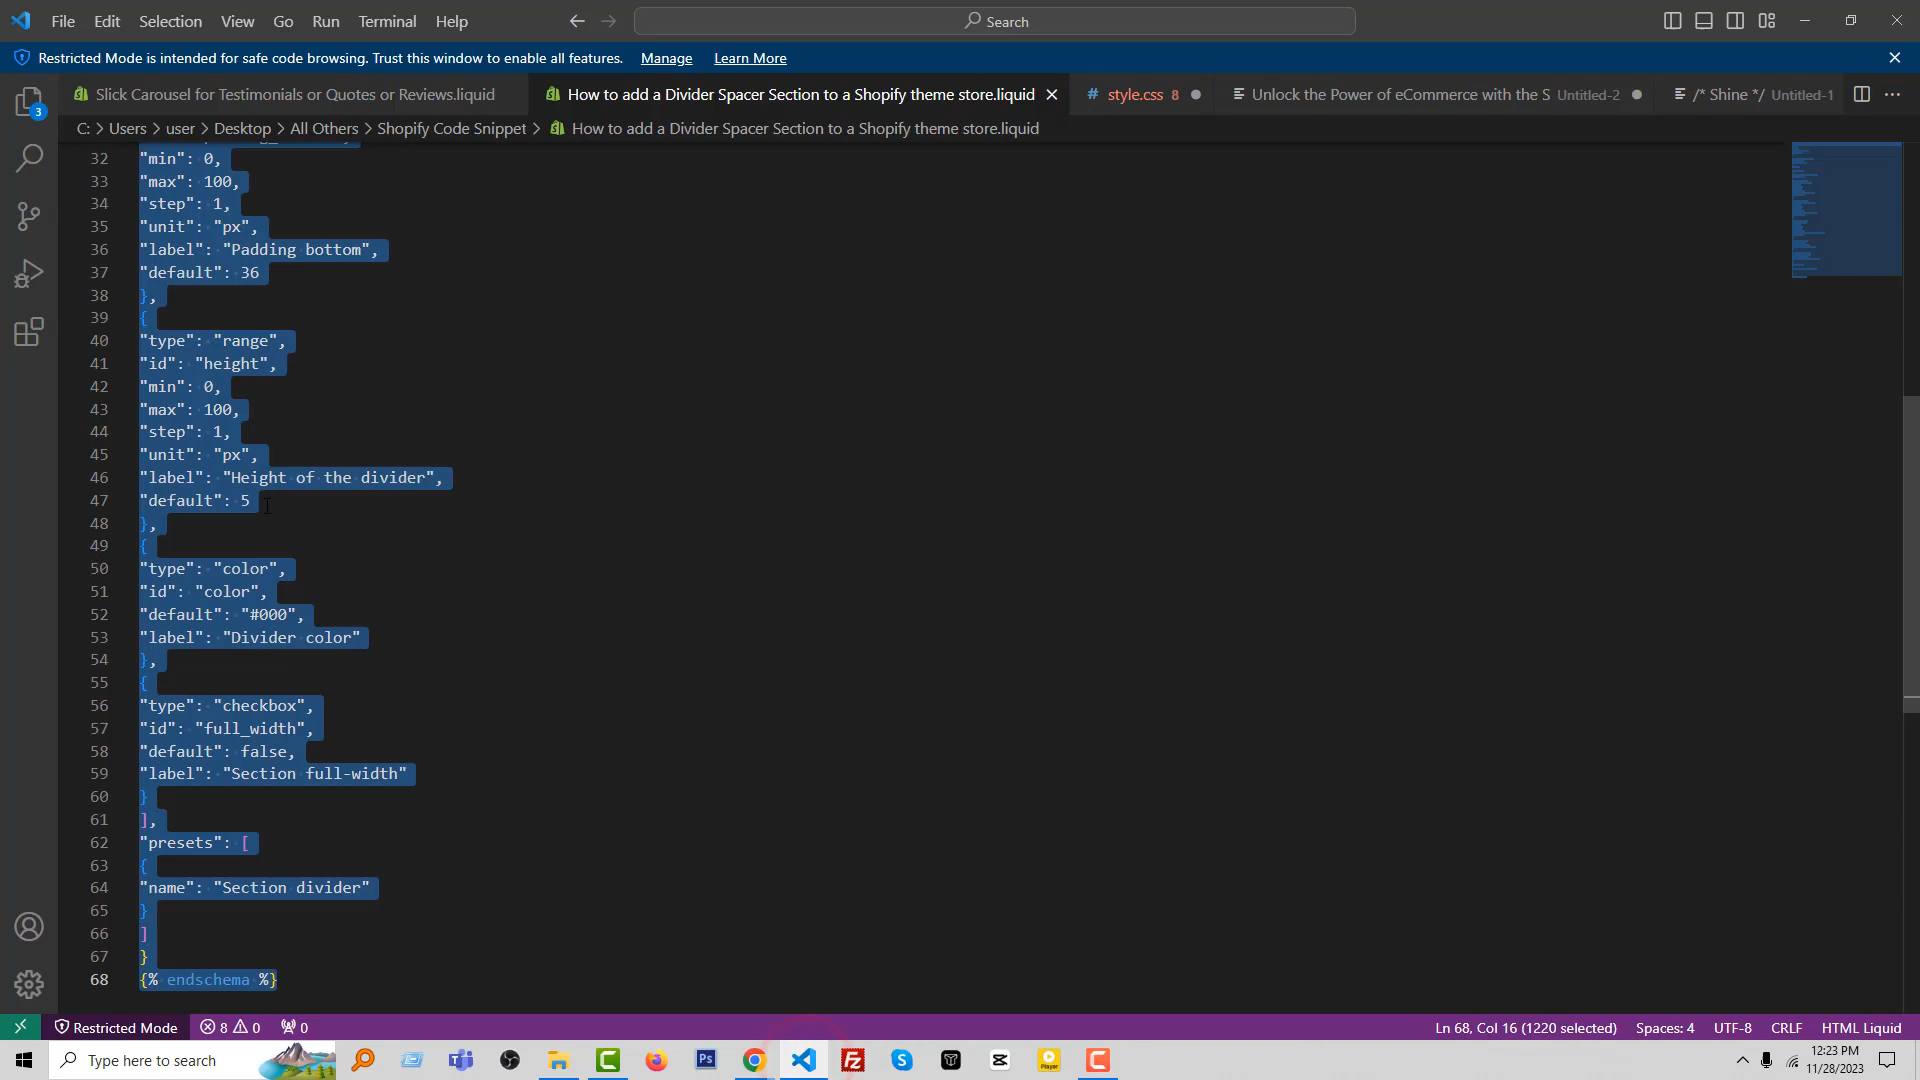 File Edit Selection View Go Run Terminal Help Search
Restricted Mode is intended for safe code browsing. Trust this window to enable all features. Manage Learn More
Slick Carousel for Testimonials or Quotes or Reviews.liquid How to add a Divider Spacer Section to a Shopify theme store.liquid # style.css 8 Unlock the Power of eCommerce with the S Untitled-2 /* Shine */ Untitled-1
C: > Users > user > Desktop > All Others > Shopify Code Snippet > How to add a Divider Spacer Section to a Shopify theme store.liquid
3
32 "min": 0,
33 "max": 100,
34 "step": 1,
35 "unit": "px",
36 "label": "Padding bottom",
37 "default": 36
38 },
39 {
40 "type": "range",
41 "id": "height",
42 "min": 0,
43 "max": 100,
44 "step": 1,
45 "unit": "px",
46 "label": "Height of the divider",
47 "default": 5
48 },
49 {
50 "type": "color",
51 "id": "color",
52 "default": "#000",
53 "label": "Divider color"
54 },
55 {
56 "type": "checkbox",
57 "id": "full_width",
58 "default": false,
59 "label": "Section full-width"
60 }
61 ],
62 "presets": [
63 {
64 "name": "Section divider"
65 }
66 ]
67 }
68 {% endschema %}
Restricted Mode 8 0 0 Ln 68, Col 16 (1220 selected) Spaces: 4 UTF-8 CRLF HTML Liquid
Type here to search
12:23 PM
11/28/2023